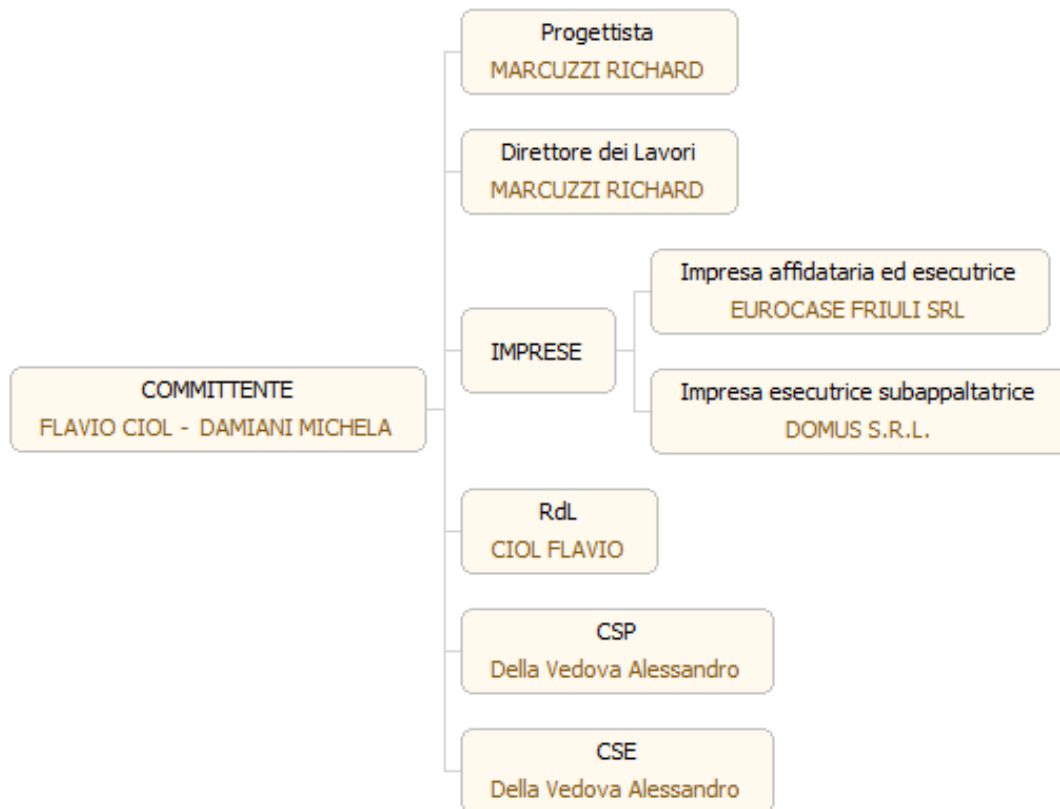 Progettista
MARCUZZI RICHARD
Direttore dei Lavori
MARCUZZI RICHARD
Impresa affidataria ed esecutrice
EUROCASE FRIULI SRL
IMPRESE
Impresa esecutrice subappaltatrice
DOMUS S.R.L.
COMMITTENTE
FLAVIO CIOL - DAMIANI MICHELA
RdL
CIOL FLAVIO
CSP
Della Vedova Alessandro
CSE
Della Vedova Alessandro